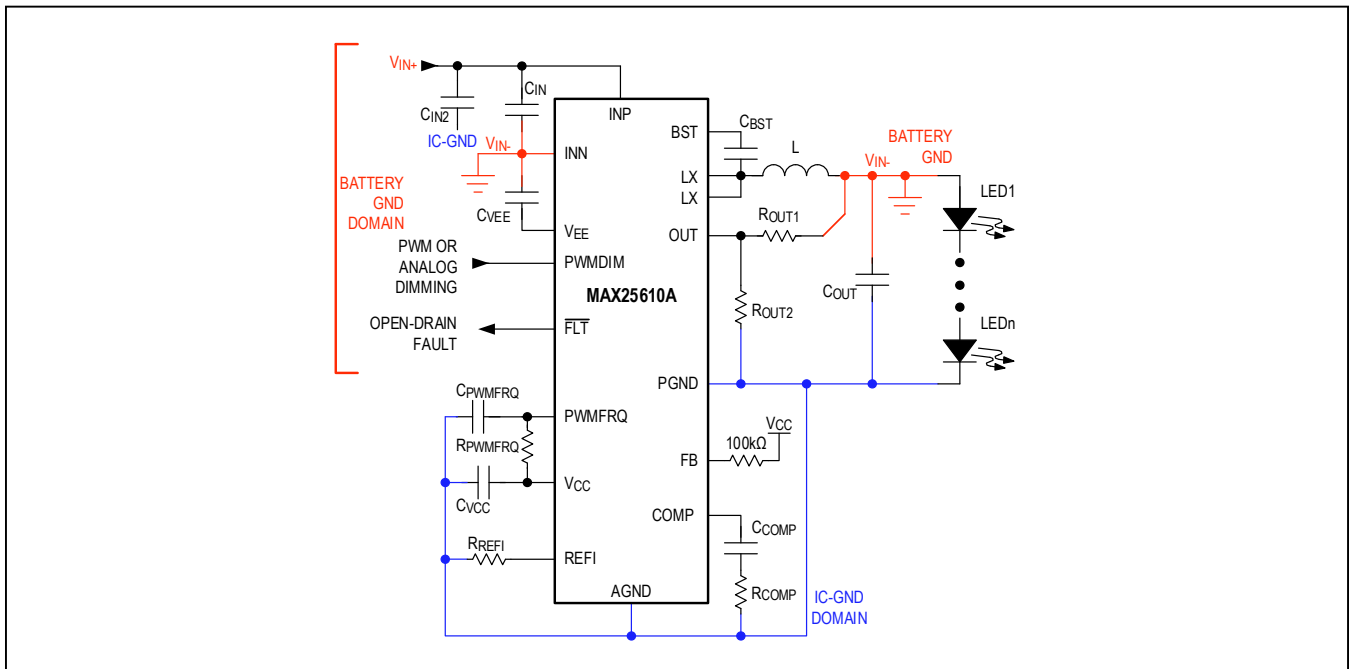 VIN+
CIN2
IC-GND
CIN
VIN-
BATTERY
GND
DOMAIN
CVEE
PWM OR
ANALOG
DIMMING
OPEN-DRAIN
FAULT
CPWMFRQ
RPWMFRQ
CVCC
RREFI
INP
INN
VEE
PWMDIM
MAX25610A
FLT
PWMFRQ
VCC
REFI
AGND
BST
LX
LX
OUT
PGND
FB
COMP
CBST
L
VIN-
BATTERY
GND
ROUT1
ROUT2
COUT
LED1
LEDn
100kΩ
VCC
CCOMP
RCOMP
IC-GND
DOMAIN